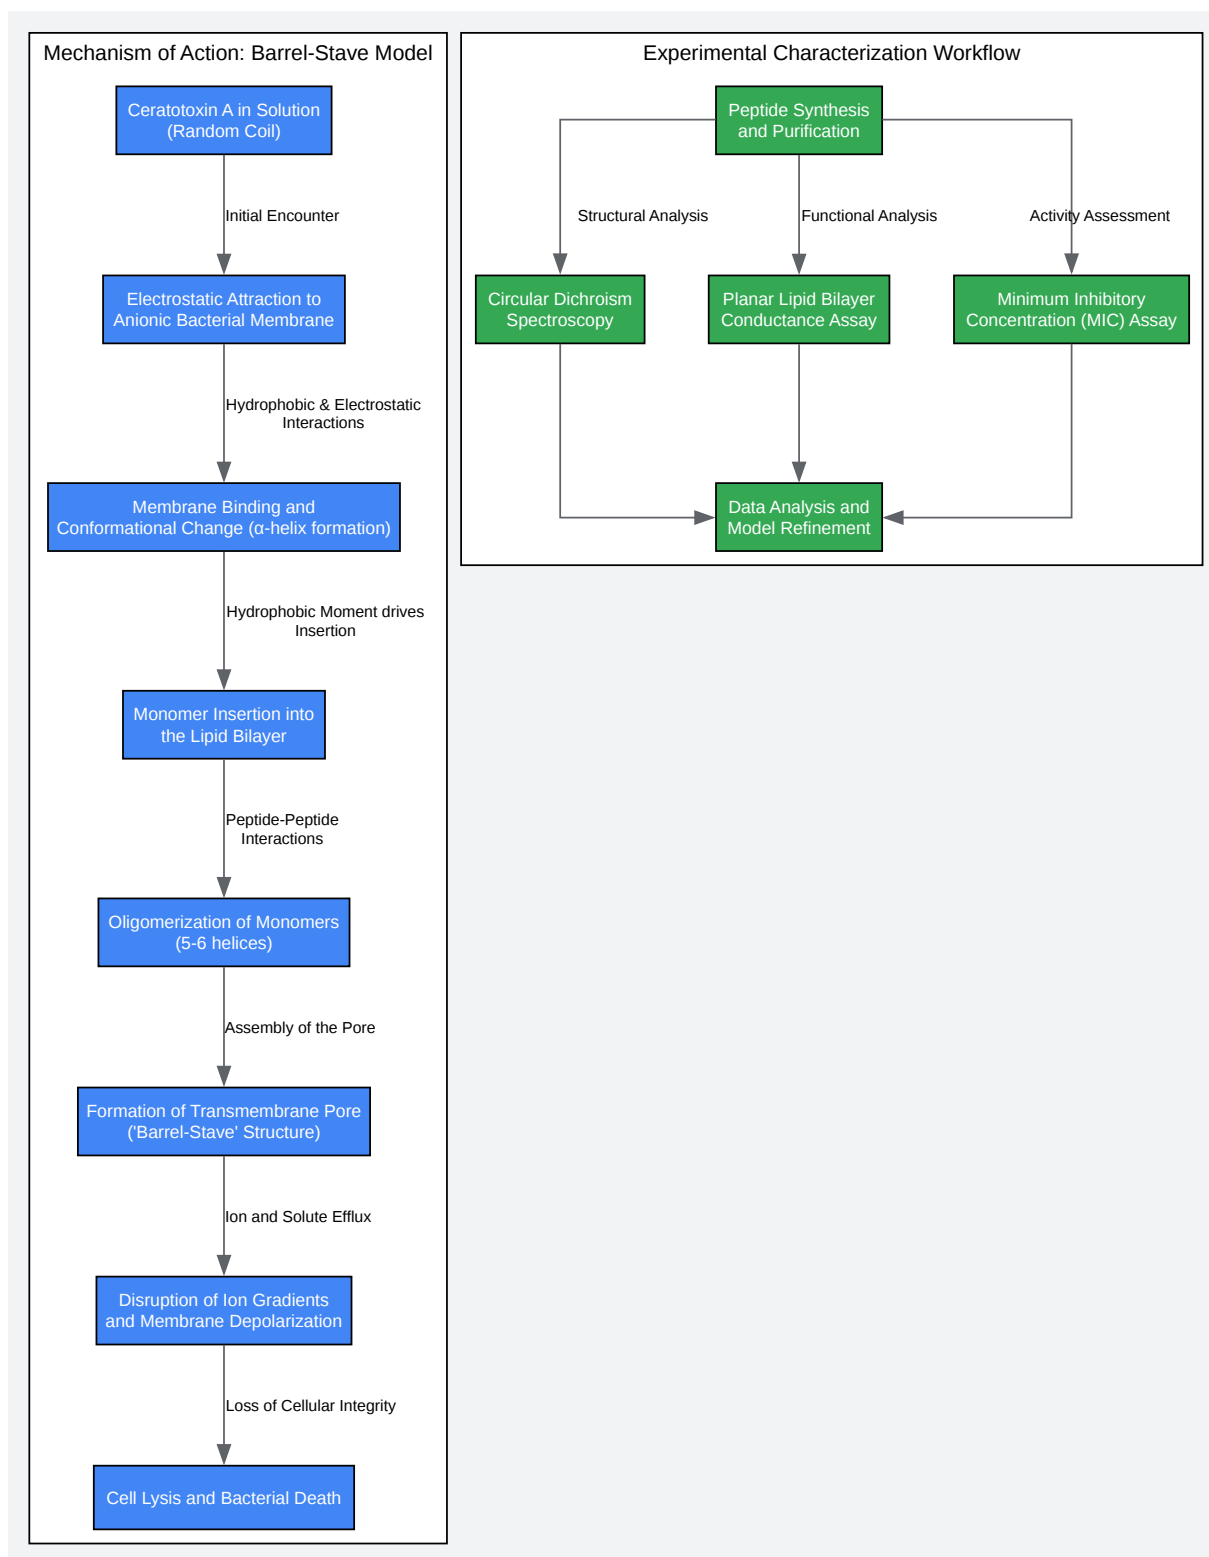 Mechanism of Action: Barrel-Stave Model
Ceratotoxin A in Solution
(Random Coil)
Initial Encounter
Electrostatic Attraction to
Anionic Bacterial Membrane
Hydrophobic & Electrostatic
Interactions
Membrane Binding and
Conformational Change (α-helix formation)
Hydrophobic Moment drives
Insertion
Monomer Insertion into
the Lipid Bilayer
Peptide-Peptide
Interactions
Oligomerization of Monomers
(5-6 helices)
Assembly of the Pore
Formation of Transmembrane Pore
('Barrel-Stave' Structure)
Ion and Solute Efflux
Disruption of Ion Gradients
and Membrane Depolarization
Loss of Cellular Integrity
Cell Lysis and Bacterial Death
Experimental Characterization Workflow
Peptide Synthesis
and Purification
Structural Analysis
Functional Analysis
Activity Assessment
Circular Dichroism
Spectroscopy
Planar Lipid Bilayer
Conductance Assay
Minimum Inhibitory
Concentration (MIC) Assay
Data Analysis and
Model Refinement